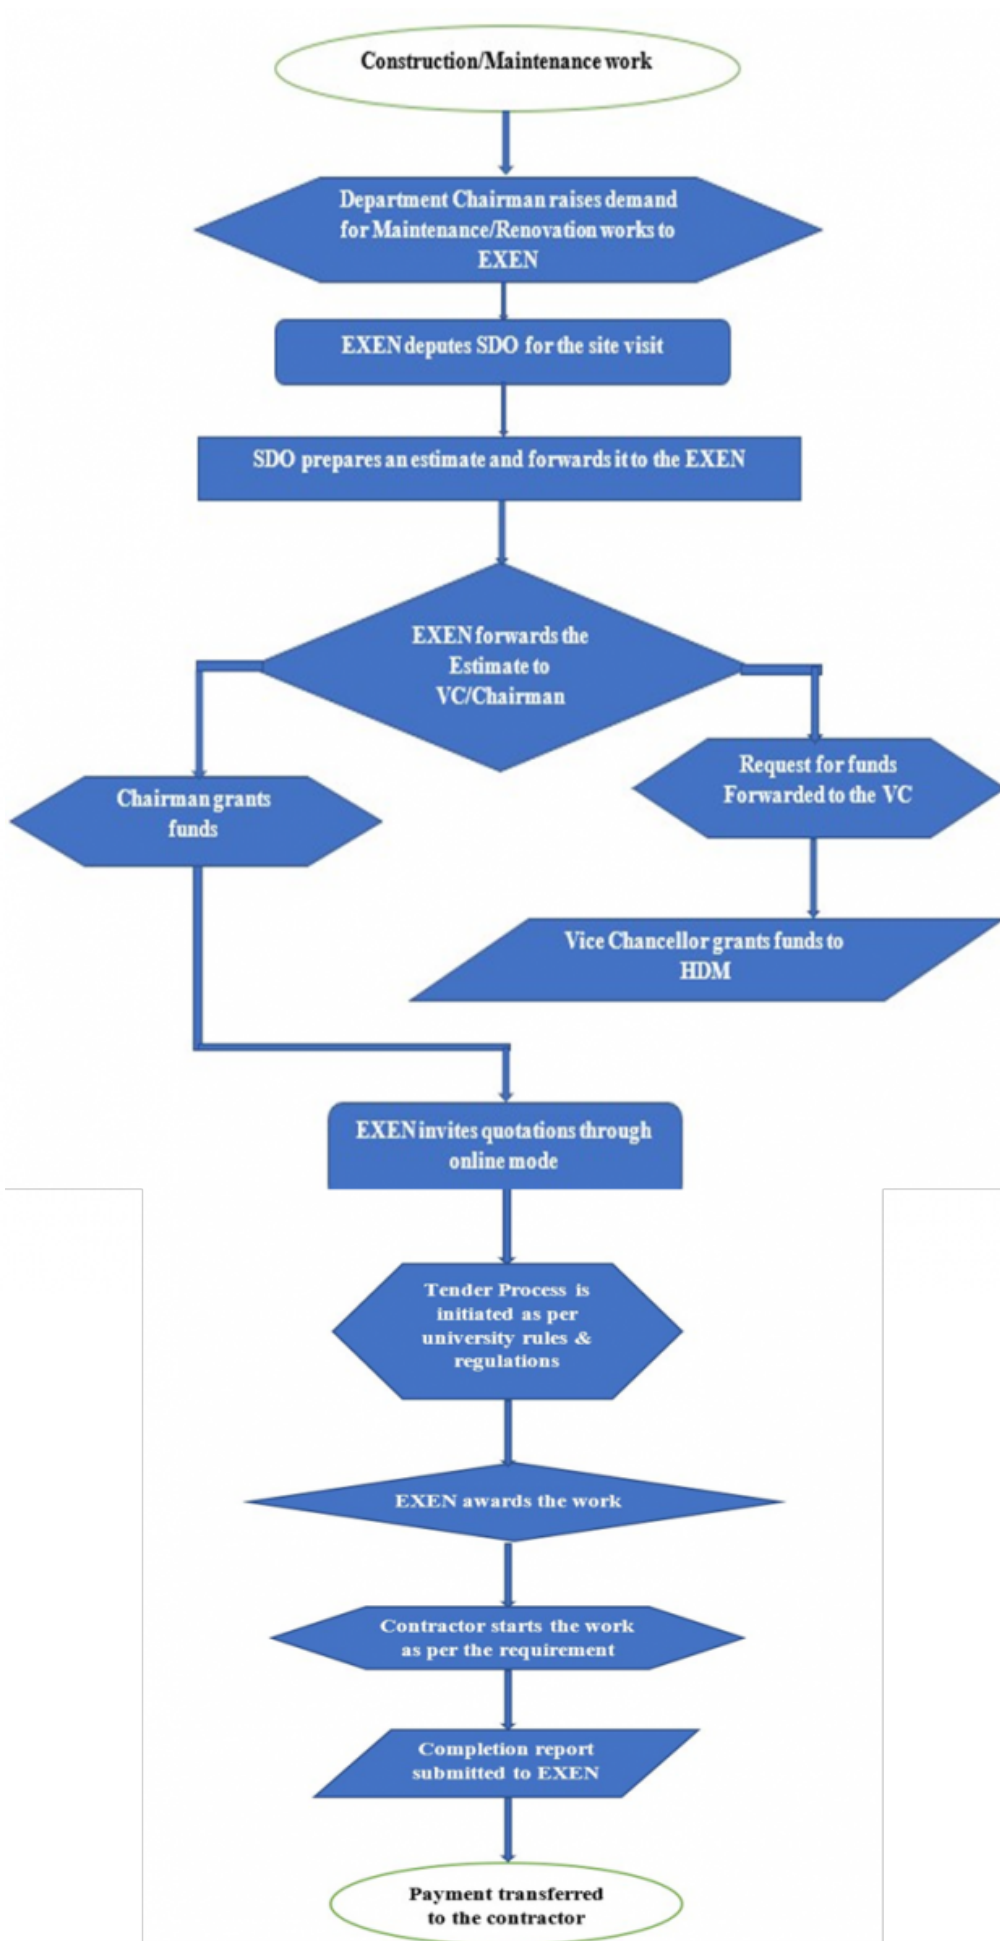 Construction/Maintenance work
Department Chairman raises demand
for Maintenance/Renovation works to
EXEN
EXEN deputes SDO for the site visit
SDO prepares an estimate and forwards it to the EXEN
EXEN forwards the
Estimate to
VC/Chairman
Chairman grants
funds
Request for funds
Forwarded to the VC
Vice Chancellor grants funds to
HDM
EXEN invites quotations through
online mode
Tender Process is
initiated as per
university rules &
regulations
EXEN awards the work
Contractor starts the work
as per the requirement
Completion report
submitted to EXEN
Payment transferred
to the contractor